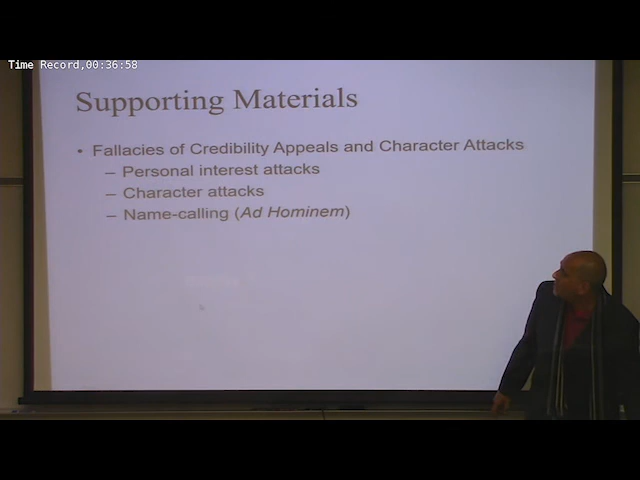 Time Record,00:36:58
Supporting Materials
• Fallacies of Credibility Appeals and Character Attacks
– Personal interest attacks
– Character attacks
– Name-calling (Ad Hominem)